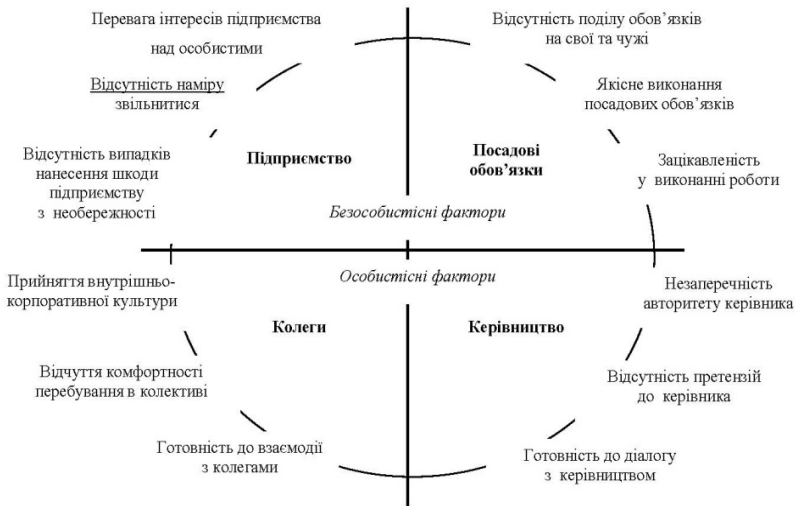 Перевага інтересів підприємства
над особистими
Відсутність наміру
звільнитися
Відсутність випадків
нанесення шкоди
підприємству
з необережності
Підприємство
Відсутність поділу обов’язків
на свої та чужі
Якісне виконання
посадових обов’язків
Зацікавленість
у виконанні роботи
Посадові
обов’язки
Безособистісні фактори
Особистісні фактори
Прийняття внутрішньо-
корпоративної культури
Колеги
Відчуття комфортності
перебування в колективі
Готовність до взаємодії
з колегами
Керівництво
Незаперечність
авторитету керівника
Відсутність претензій
до керівника
Готовність до діалогу
з керівництвом